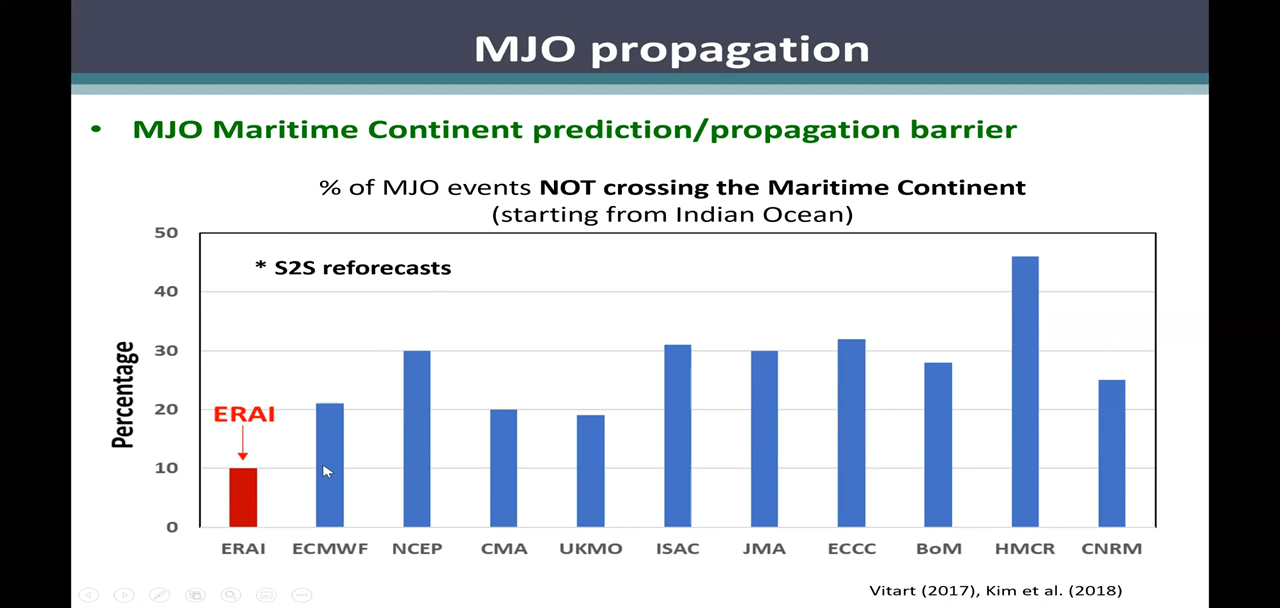 MJO propagation
• MJO Maritime Continent prediction/propagation barrier
% of MJO events NOT crossing the Maritime Continent
(starting from Indian Ocean)
* S2S reforecasts
Percentage
50
40
30
20
10
0
ERAI
ERAI ECMWF NCEP CMA UKMO ISAC JMA ECCC BoM HMCR CNRM
Vitart (2017), Kim et al. (2018)